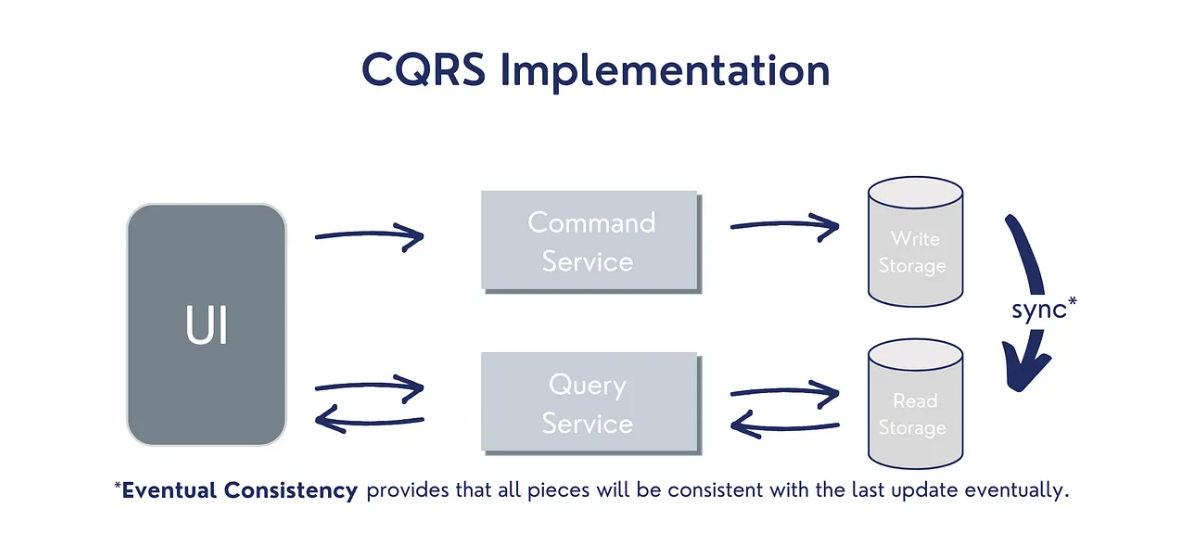 CQRS Implementation
UI
Command
Service
Write
Storage
sync*
Query
Service
Read
Storage
*Eventual Consistency provides that all pieces will be consistent with the last update eventually.